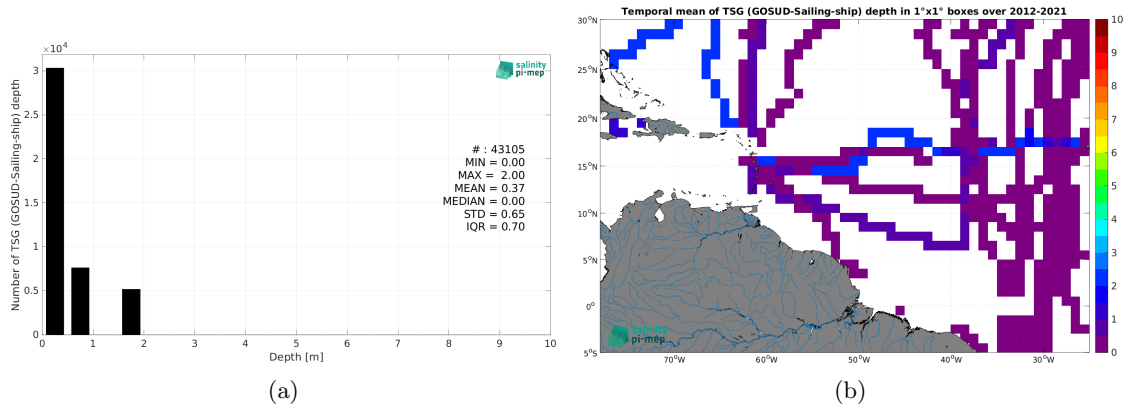 Temporal mean of TSG (GOSUD-Sailing-ship) depth in 1°x1° boxes over 2012-2021
×10⁴
3
2.5
2
1.5
1
0.5
0
Number of TSG (GOSUD-Sailing-ship) depth
salinity
pi-mep
# : 43105
MIN = 0.00
MAX = 2.00
MEAN = 0.37
MEDIAN = 0.00
STD = 0.65
IQR = 0.70
0 1 2 3 4 5 6 7 8 9 10
Depth [m]
(a)
30°N
25°N
20°N
15°N
10°N
5°N
0°
5°S
70°W 60°W 50°W 40°W 30°W
salinity
pi-mep
10
9
8
7
6
5
4
3
2
1
0
(b)